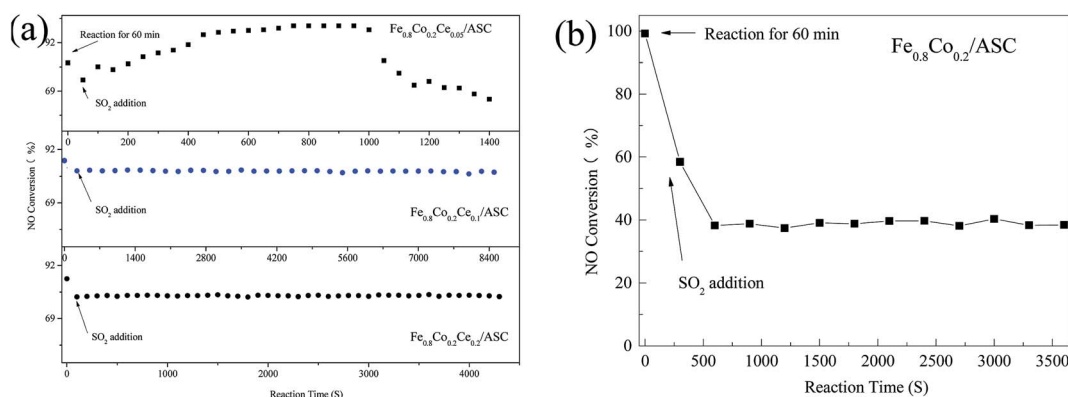 (a)
Fe0.8Co0.2Ce0.05/ASC
Reaction for 60 min
SO2 addition
92
69
0 200 400 600 800 1000 1200 1400
NO Conversion ( %)
92
69
SO2 addition
Fe0.8Co0.2Ce0.1/ASC
0 1400 2800 4200 5600 7000 8400
92
69
SO2 addition
Fe0.8Co0.2Ce0.2/ASC
0 1000 2000 3000 4000
Reaction Time (S)
(b)
Fe0.8Co0.2/ASC
Reaction for 60 min
SO2 addition
NO Conversion ( %)
100
80
60
40
20
0
0 500 1000 1500 2000 2500 3000 3500
Reaction Time (S)